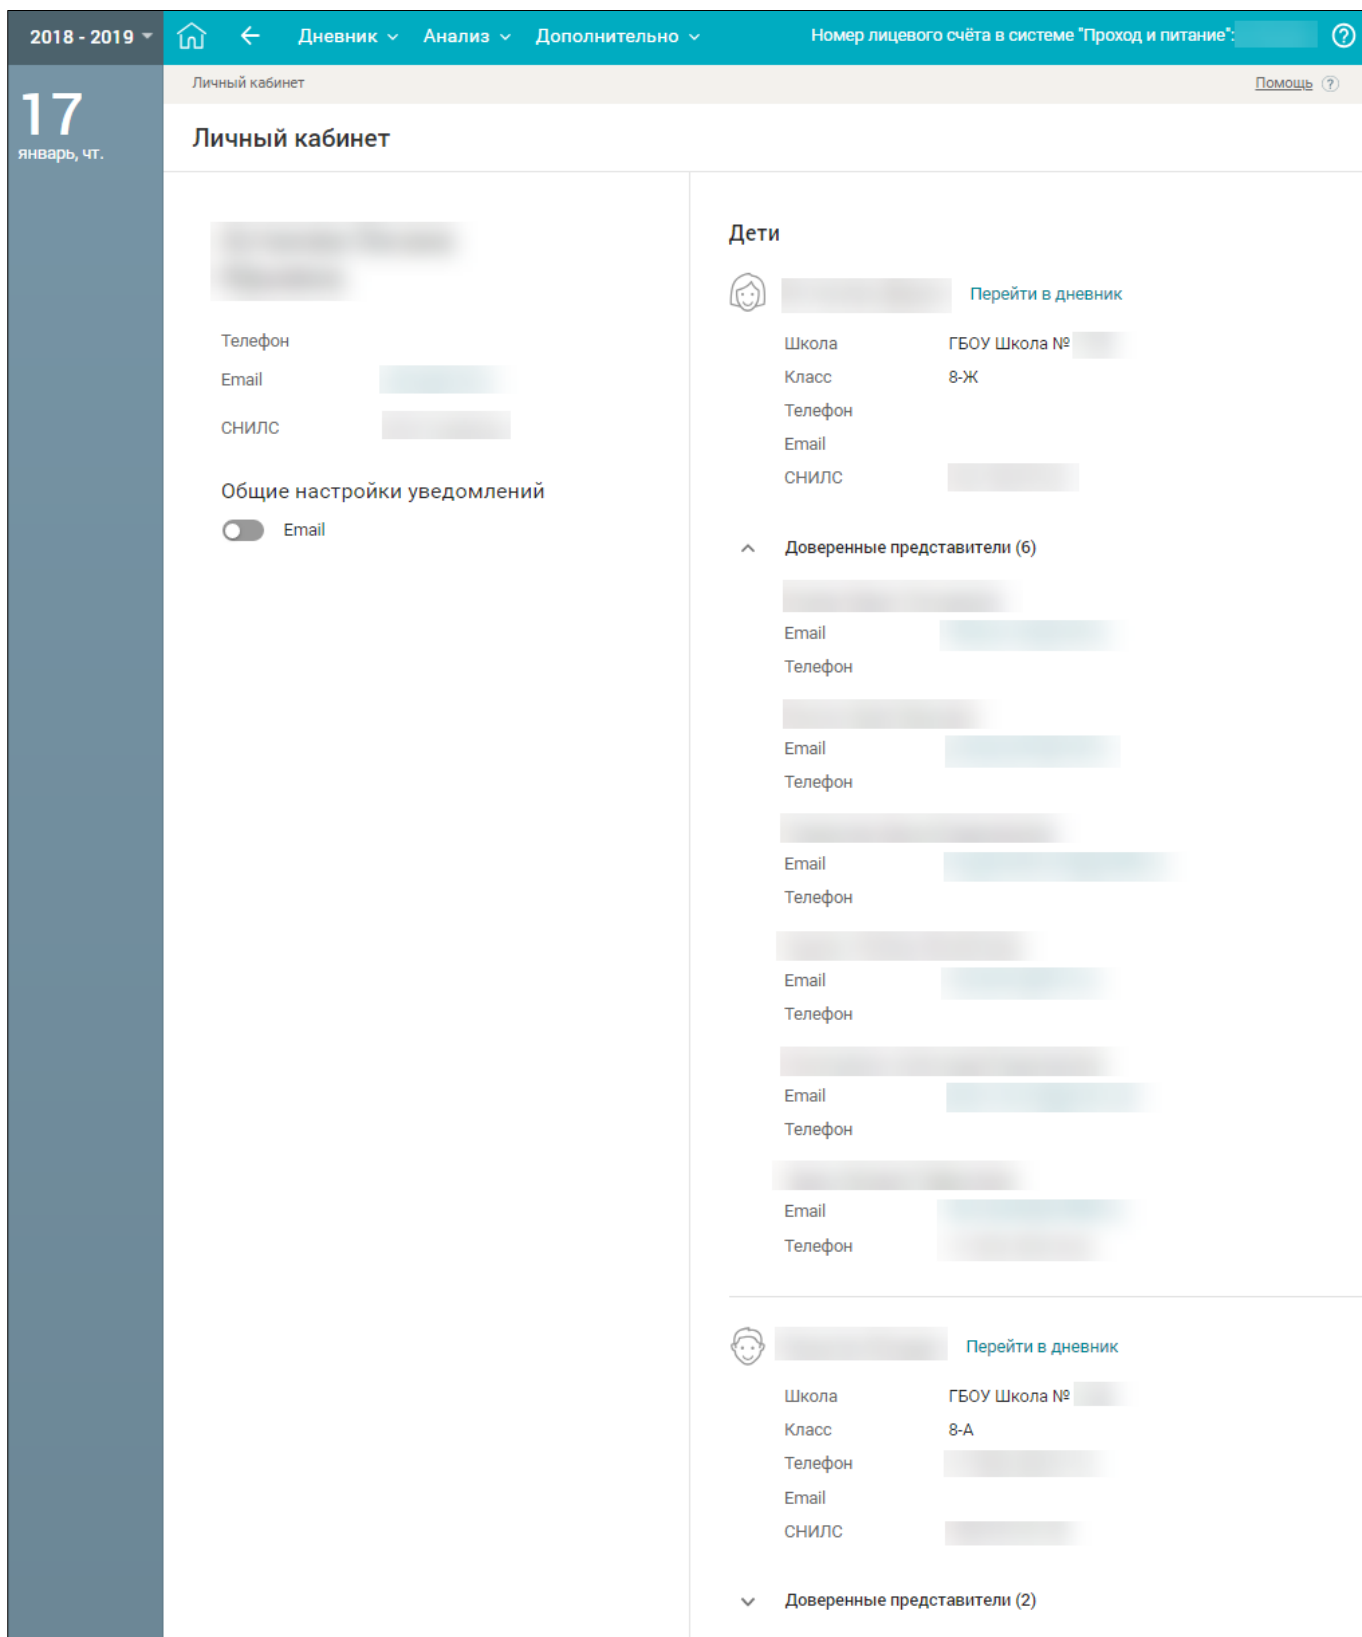 2018 - 2019 Дневник Анализ Дополнительно Номер лицевого счёта в системе "Проход и питание":
17
январь, чт.
Личный кабинет Помощь
Личный кабинет
Телефон
Email
СНИЛС
Общие настройки уведомлений
Email
Дети
Перейти в дневник
Школа ГБОУ Школа №
Класс 8-Ж
Телефон
Email
СНИЛС
Доверенные представители (6)
Email
Телефон
Email
Телефон
Email
Телефон
Email
Телефон
Email
Телефон
Email
Телефон
Перейти в дневник
Школа ГБОУ Школа №
Класс 8-А
Телефон
Email
СНИЛС
Доверенные представители (2)